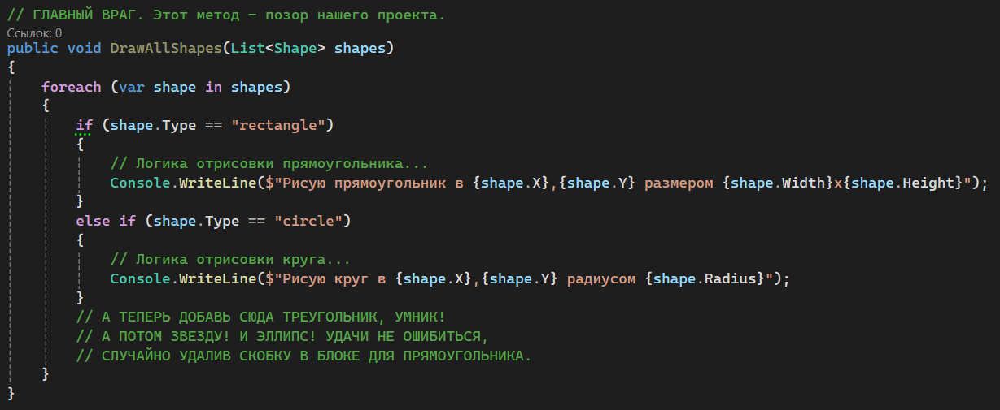 // ГЛАВНЫЙ ВРАГ. Этот метод — позор нашего проекта.
Ссылок: 0
public void DrawAllShapes(List<Shape> shapes)
{
    foreach (var shape in shapes)
    {
        if (shape.Type == "rectangle")
        {
            // Логика отрисовки прямоугольника...
            Console.WriteLine($"Рисую прямоугольник в {shape.X},{shape.Y} размером {shape.Width}x{shape.Height}");
        }
        else if (shape.Type == "circle")
        {
            // Логика отрисовки круга...
            Console.WriteLine($"Рисую круг в {shape.X},{shape.Y} радиусом {shape.Radius}");
        }
        // А ТЕПЕРЬ ДОБАВЬ СЮДА ТРЕУГОЛЬНИК, УМНИК!
        // А ПОТОМ ЗВЕЗДУ! И ЭЛЛИПС! УДАЧИ НЕ ОШИБИТЬСЯ,
        // СЛУЧАЙНО УДАЛИВ СКОБКУ В БЛОКЕ ДЛЯ ПРЯМОУГОЛЬНИКА.
    }
}